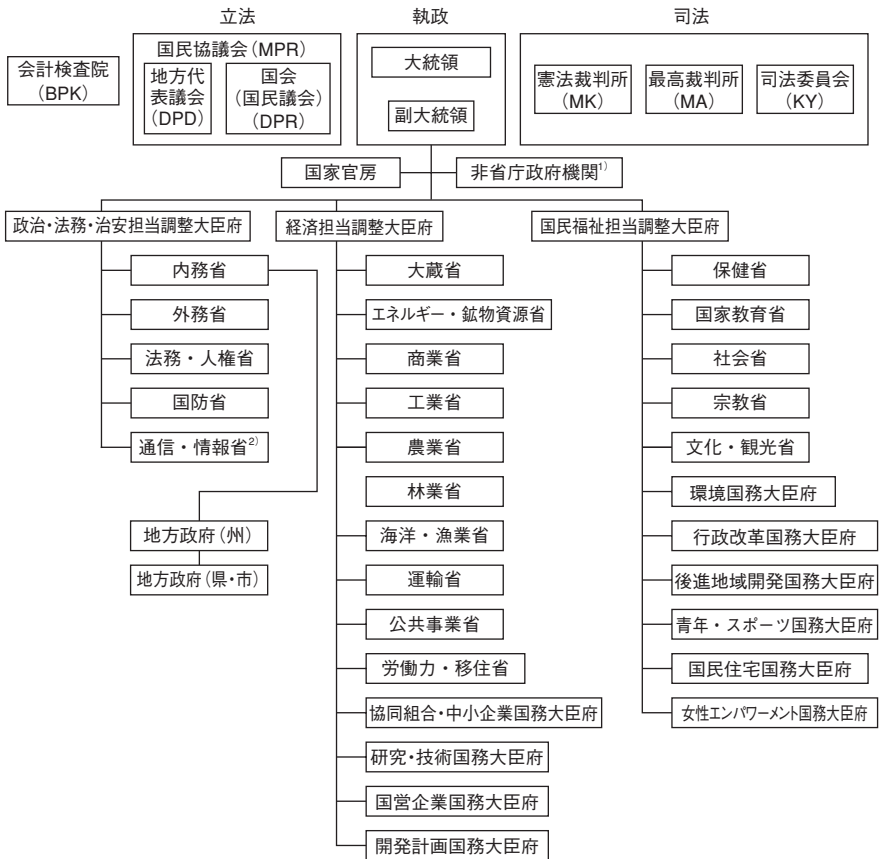 立法
執政
司法
会計検査院
(BPK)
国民協議会(MPR)
地方代
表議会
(DPD)
国会
(国民議会)
(DPR)
大統領
副大統領
憲法裁判所
(MK)
最高裁判所
(MA)
司法委員会
(KY)
国家官房
非省庁政府機関1)
政治・法務・治安担当調整大臣府
経済担当調整大臣府
国民福祉担当調整大臣府
内務省
外務省
法務・人権省
国防省
通信・情報省2)
地方政府(州)
地方政府(県・市)
大蔵省
エネルギー・鉱物資源省
商業省
工業省
農業省
林業省
海洋・漁業省
運輸省
公共事業省
労働力・移住省
協同組合・中小企業国務大臣府
研究・技術国務大臣府
国営企業国務大臣府
開発計画国務大臣府
保健省
国家教育省
社会省
宗教省
文化・観光省
環境国務大臣府
行政改革国務大臣府
後進地域開発国務大臣府
青年・スポーツ国務大臣府
国民住宅国務大臣府
女性エンパワーメント国務大臣府